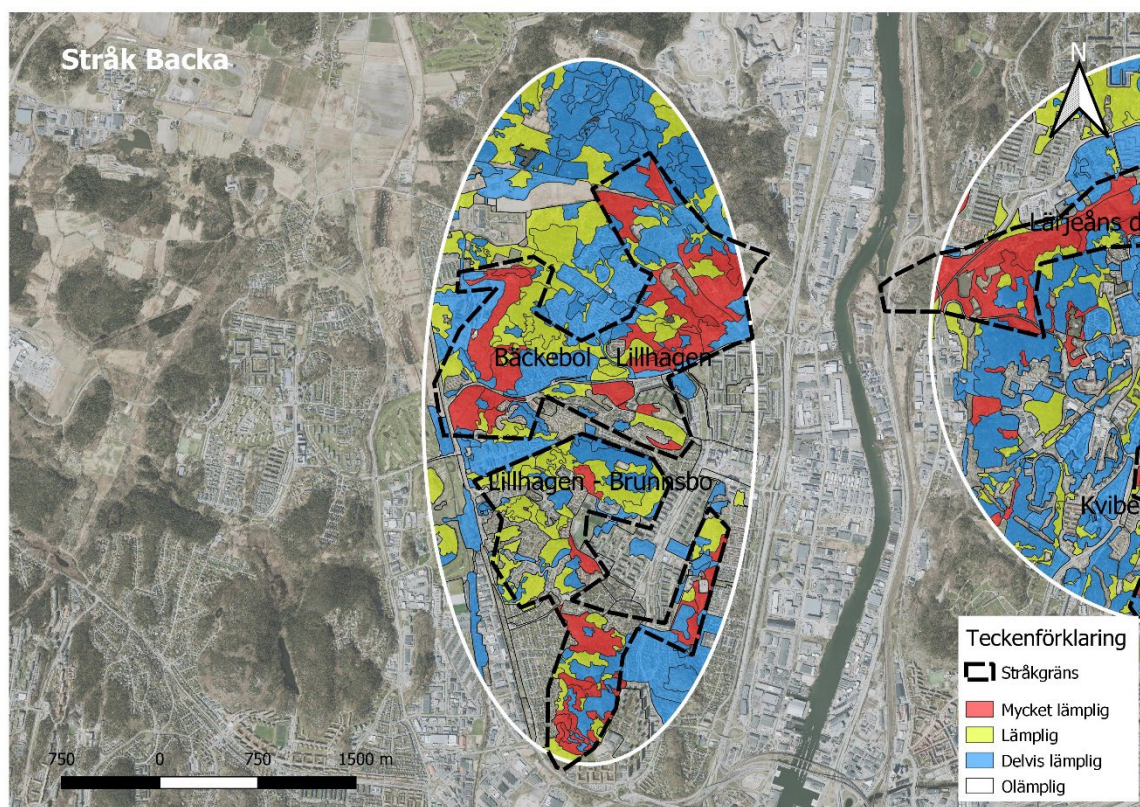 Stråk Backa
N
Lärjeåns d
Bäckebol - Lillhagen
Lillhagen - Brunnsbo
Kvibe
Teckenförklaring
Stråkgräns
Mycket lämplig
Lämplig
Delvis lämplig
Olämplig
750 0 750 1500 m